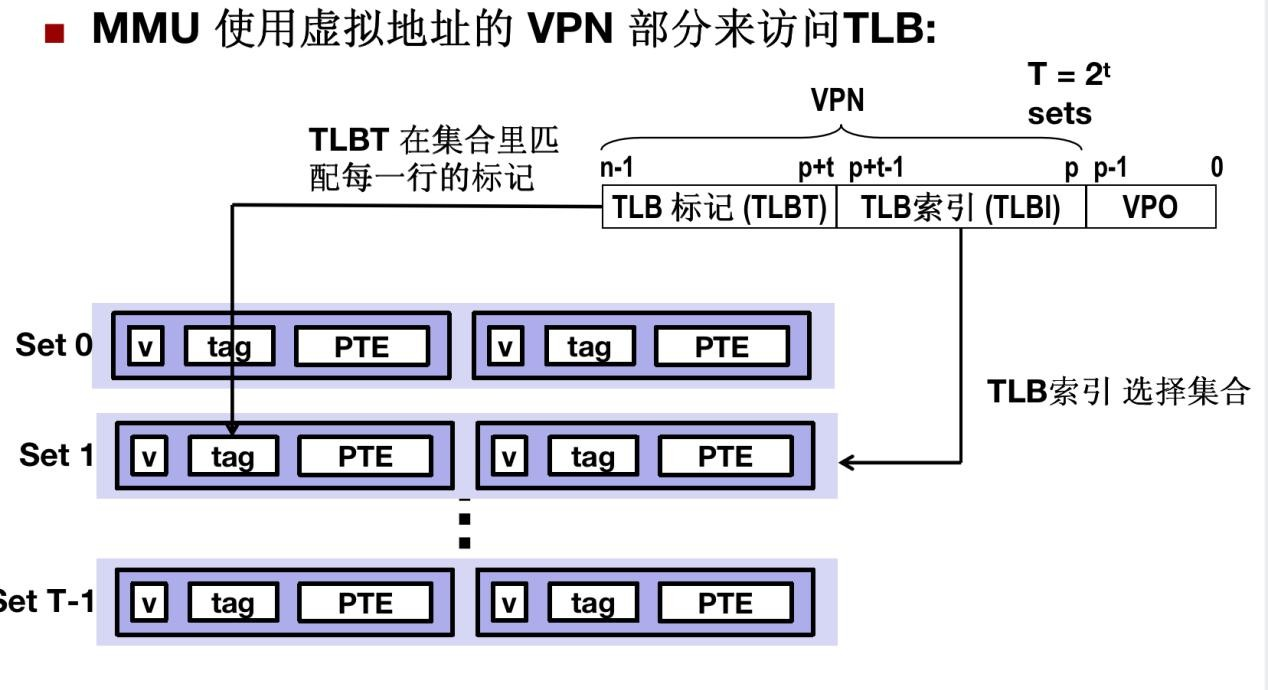 MMU 使用虚拟地址的 VPN 部分来访问TLB:
T = 2ᵗ
sets
VPN
TLBT 在集合里匹
配每一行的标记
n-1 p+t p+t-1 p p-1 0
TLB 标记 (TLBT) TLB索引 (TLBI) VPO
Set 0 v tag PTE v tag PTE
TLB索引 选择集合
Set 1 v tag PTE v tag PTE
Set T-1 v tag PTE v tag PTE